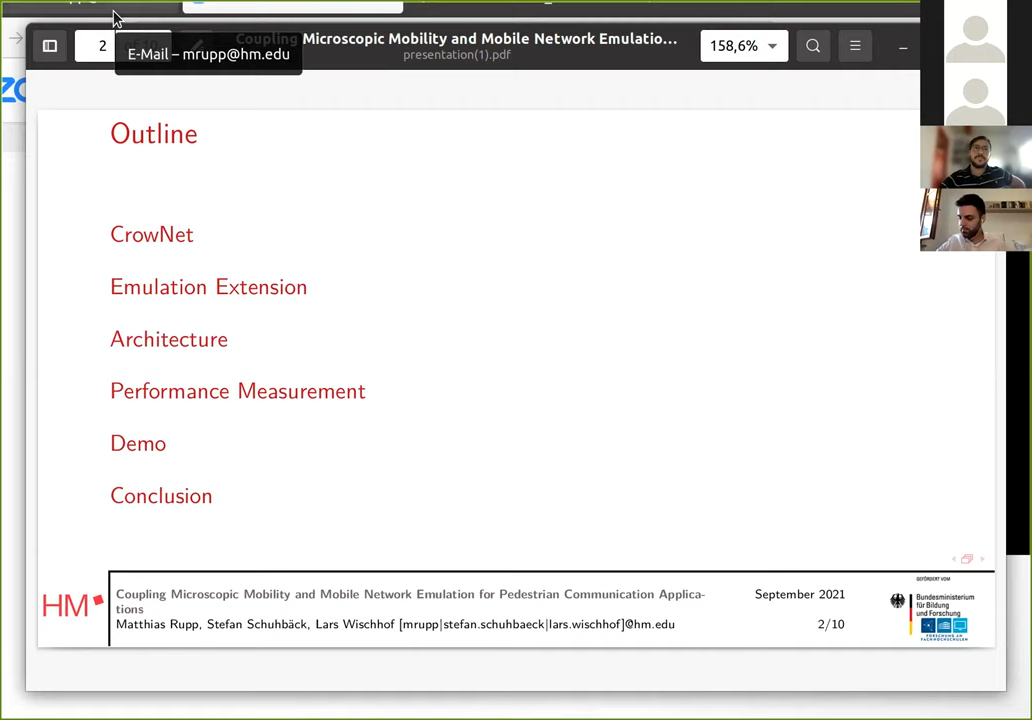 2
Coupling Microscopic Mobility and Mobile Network Emulatio...
presentation(1).pdf
158,6%
E-Mail – mrupp@hm.edu
Outline
CrowNet
Emulation Extension
Architecture
Performance Measurement
Demo
Conclusion
GEFÖRDERT VOM
HM
Coupling Microscopic Mobility and Mobile Network Emulation for Pedestrian Communication Applica-
tions
Matthias Rupp, Stefan Schuhbäck, Lars Wischhof [mrupp|stefan.schuhbaeck|lars.wischhof]@hm.edu
September 2021
2/10
Bundesministerium
für Bildung
und Forschung
FORSCHUNG AN
FACHHOCHSCHULEN